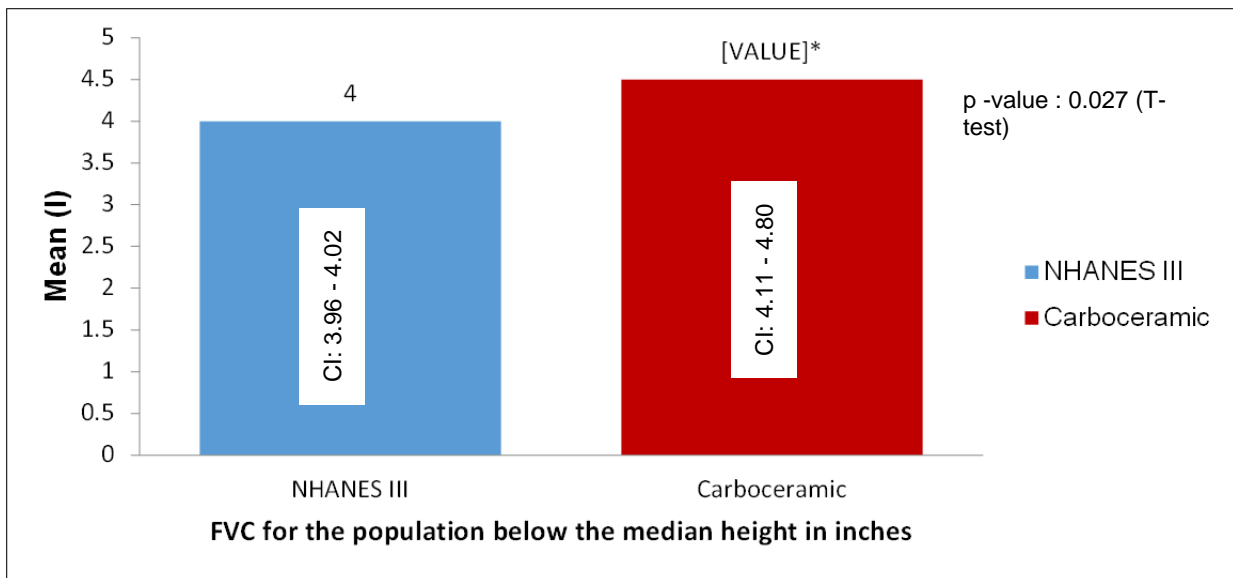 5
4.5
4
3.5
3
2.5
2
1.5
1
0.5
0
Mean (l)
4
[VALUE]*
CI: 3.96 - 4.02
CI: 4.11 - 4.80
p -value : 0.027 (T-
test)
NHANES III
Carboceramic
NHANES III
Carboceramic
FVC for the population below the median height in inches